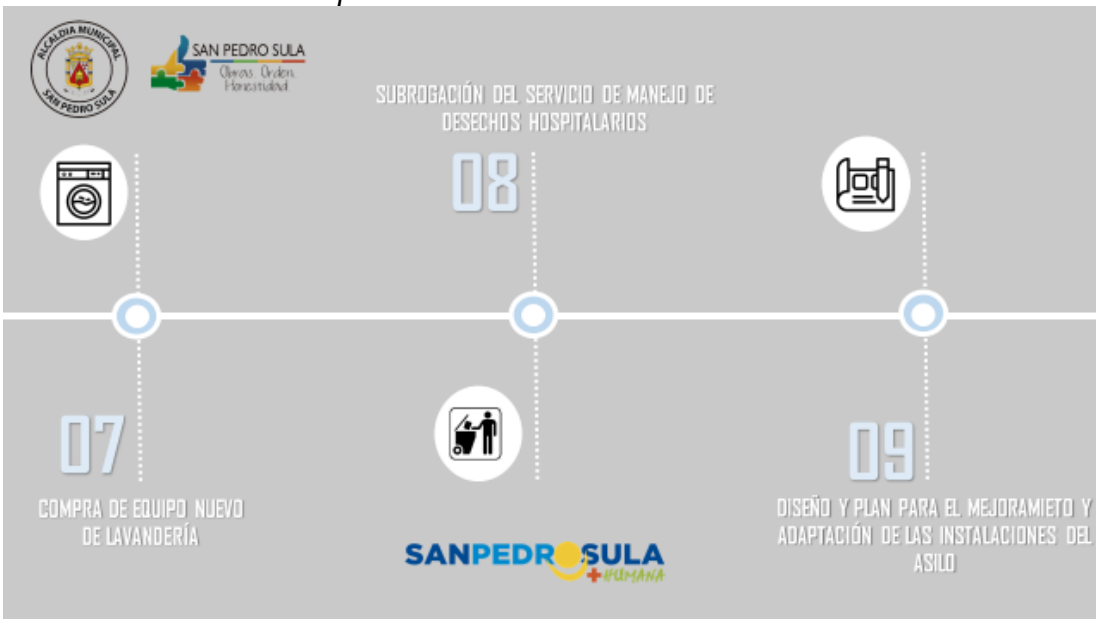 ALCALDIA MUNICIPAL
SAN PEDRO SULA
SAN PEDRO SULA
Obras. Orden.
Honestidad.
SUBROGACIÓN DEL SERVICIO DE MANEJO DE
DESECHOS HOSPITALARIOS
08
07
COMPRA DE EQUIPO NUEVO
DE LAVANDERÍA
09
DISEÑO Y PLAN PARA EL MEJORAMIETO Y
ADAPTACIÓN DE LAS INSTALACIONES DEL
ASILO
SANPEDROSULA
+HUMANA